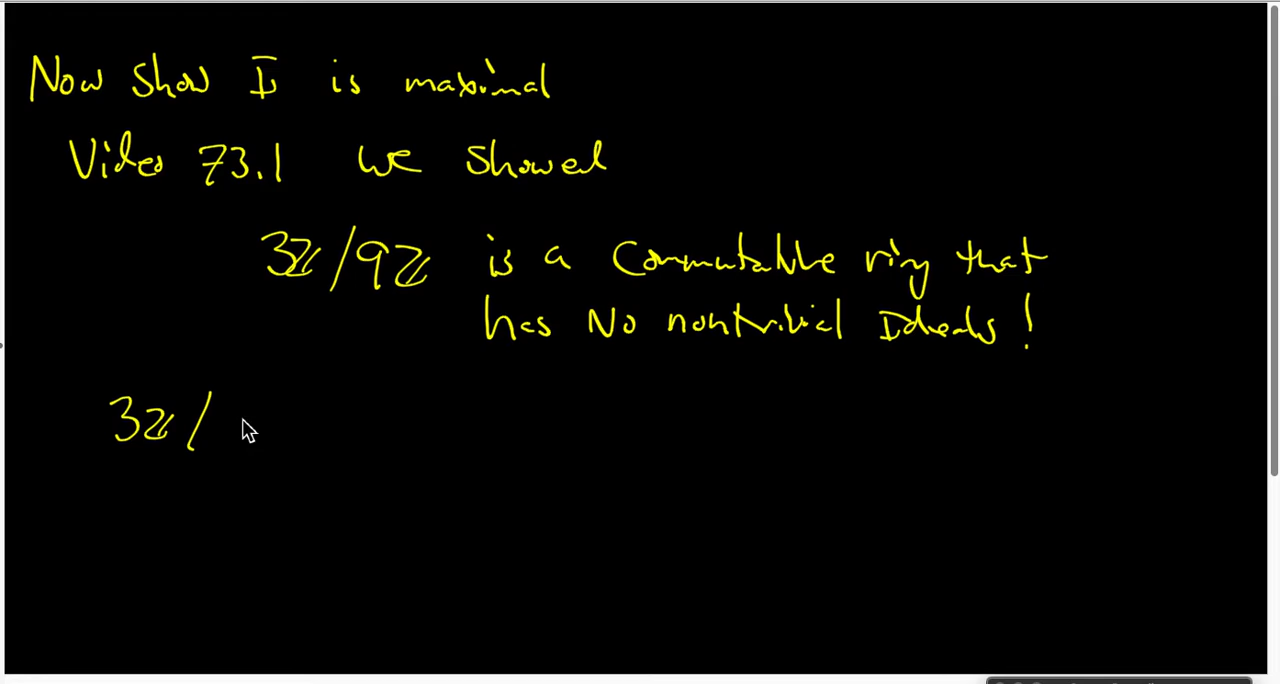 Now Show I is maximal
Video 73.1 we showed
3ℤ/9ℤ is a Commutable ring that
has No nontrivial Ideals!
3ℤ/